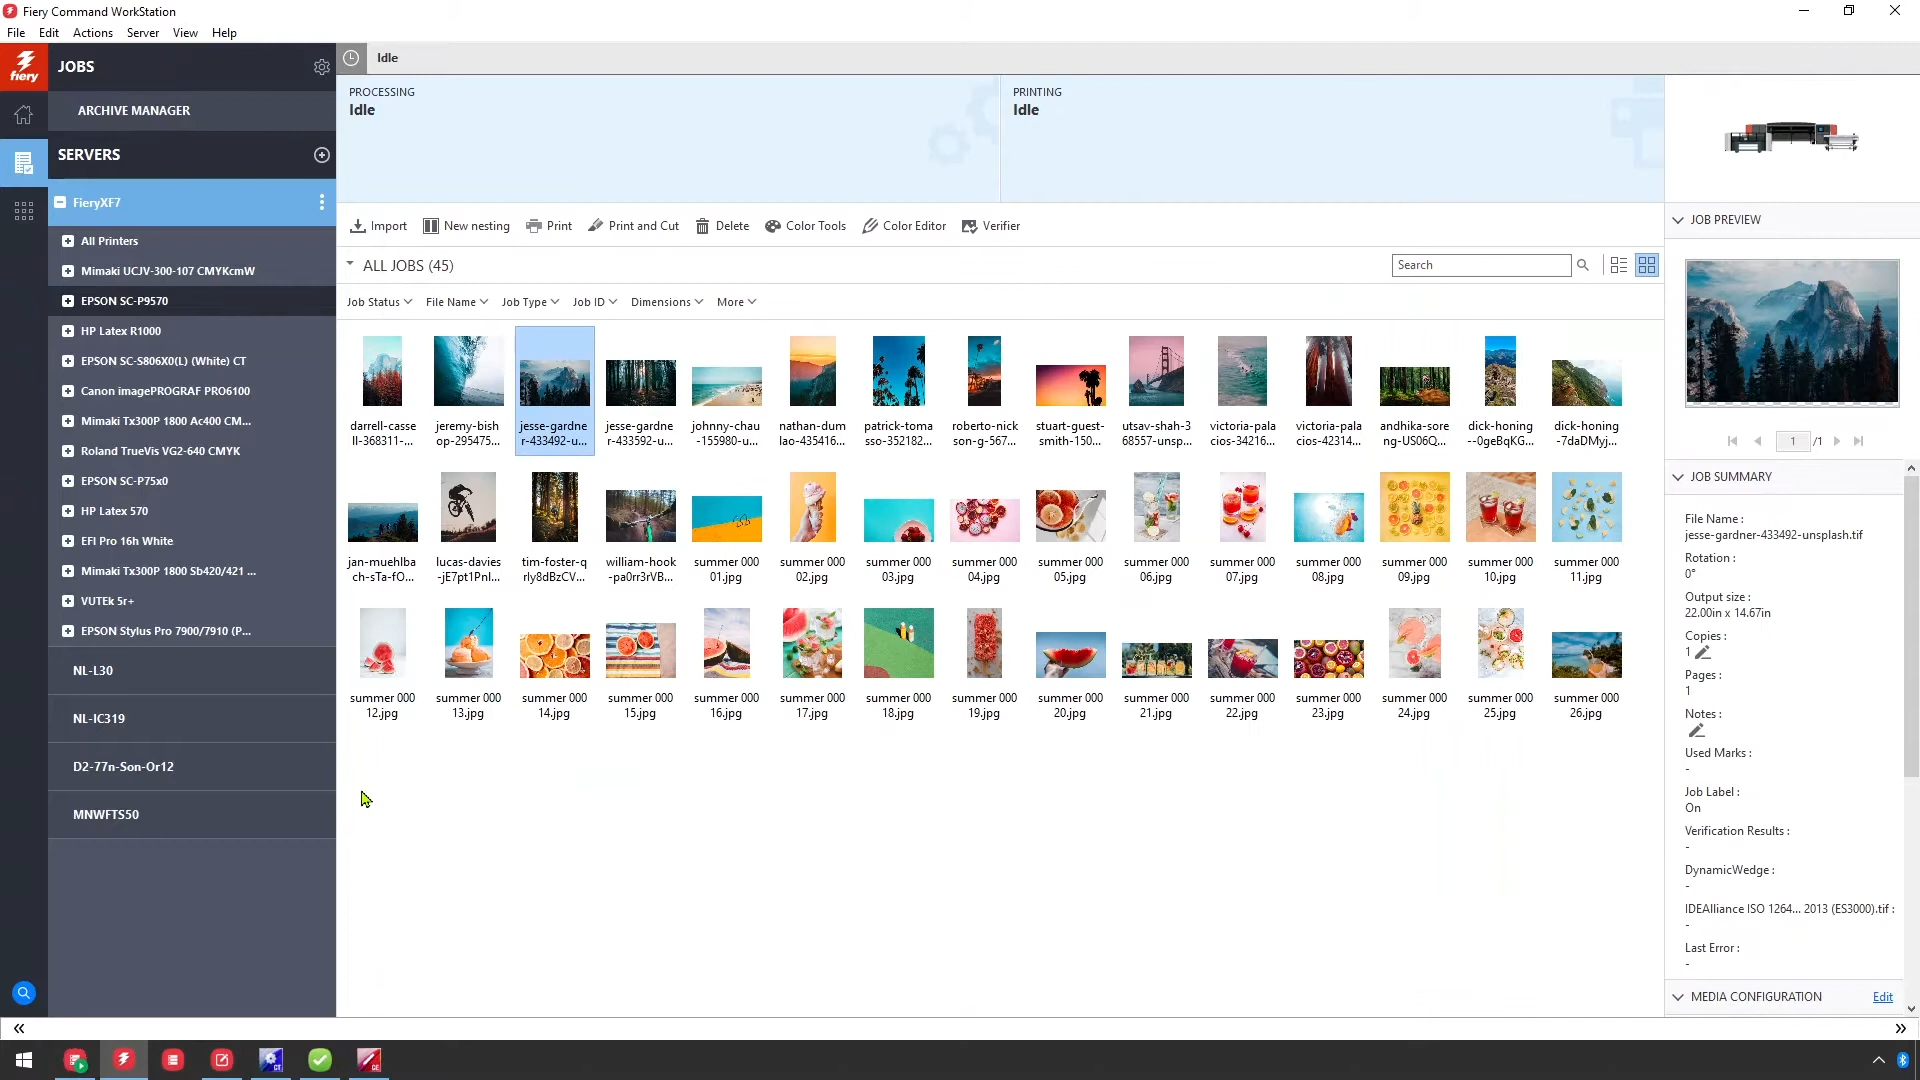 Fiery Command WorkStation
File Edit Actions Server View Help
fiery
JOBS
Idle
ARCHIVE MANAGER
SERVERS
FieryXF7
All Printers
Mimaki UCJV-300-107 CMYKcmW
EPSON SC-P9570
HP Latex R1000
EPSON SC-S806X0(L) (White) CT
Canon imagePROGRAF PRO6100
Mimaki Tx300P 1800 Ac400 CM...
Roland TrueVis VG2-640 CMYK
EPSON SC-P75x0
HP Latex 570
EFI Pro 16h White
Mimaki Tx300P 1800 Sb420/421 ...
VUTEk 5r+
EPSON Stylus Pro 7900/7910 (P...
NL-L30
NL-IC319
D2-77n-Son-Or12
MNWFTS50
PROCESSING
Idle
PRINTING
Idle
Import New nesting Print Print and Cut Delete Color Tools Color Editor Verifier
ALL JOBS (45)
Search
Job Status File Name Job Type Job ID Dimensions More
darrell-casse jeremy-bish jesse-gardne jesse-gardne johnny-chau nathan-dum patrick-toma roberto-nick stuart-guest- utsav-shah-3 victoria-pala victoria-pala andhika-sore dick-honing dick-honing
ll-368311-... op-295475... r-433492-u... r-433592-u... -155980-u... lao-435416... sso-352182... son-g-567... smith-150... 68557-unsp... cios-34216... cios-42314... ng-US06Q... --0geBqKG... -7daDMyj...
jan-muehlba lucas-davies tim-foster-q william-hook summer 000 summer 000 summer 000 summer 000 summer 000 summer 000 summer 000 summer 000 summer 000 summer 000 summer 000
ch-sTa-fO... -jE7pt1PnI... rly8dBzCV... -pa0rr3rVB... 01.jpg 02.jpg 03.jpg 04.jpg 05.jpg 06.jpg 07.jpg 08.jpg 09.jpg 10.jpg 11.jpg
summer 000 summer 000 summer 000 summer 000 summer 000 summer 000 summer 000 summer 000 summer 000 summer 000 summer 000 summer 000 summer 000 summer 000 summer 000
12.jpg 13.jpg 14.jpg 15.jpg 16.jpg 17.jpg 18.jpg 19.jpg 20.jpg 21.jpg 22.jpg 23.jpg 24.jpg 25.jpg 26.jpg
JOB PREVIEW
1 /1
JOB SUMMARY
File Name :
jesse-gardner-433492-unsplash.tif
Rotation :
0°
Output size :
22.00in x 14.67in
Copies :
1
Pages :
1
Notes :
Used Marks :
-
Job Label :
On
Verification Results :
-
DynamicWedge :
-
IDEAlliance ISO 1264... 2013 (ES3000).tif :
-
Last Error :
-
MEDIA CONFIGURATION Edit
CT
CE